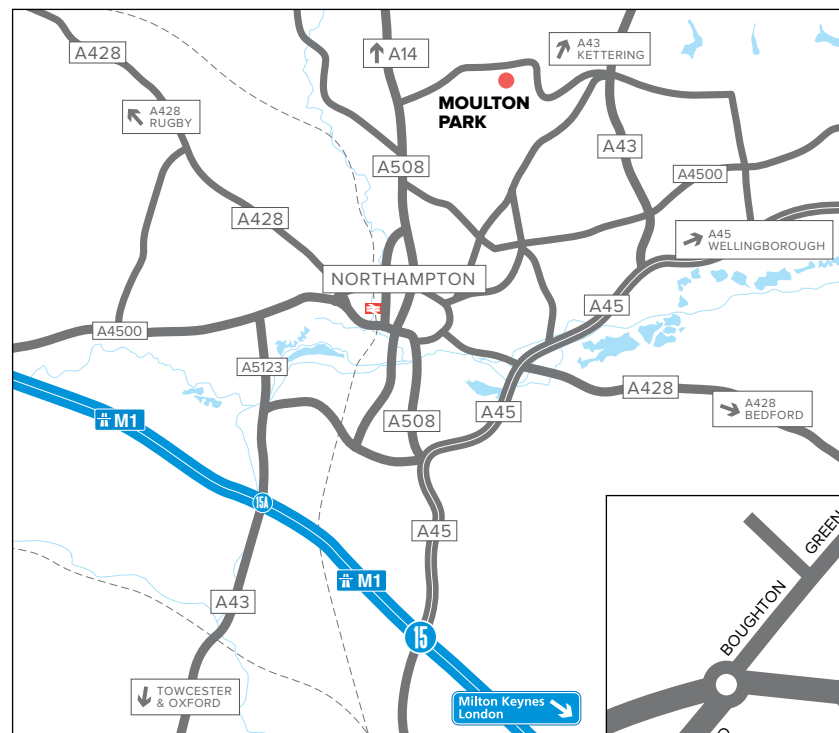 A428
A14
A43
KETTERING
MOULTON
PARK
A428
RUGBY
A508
A43
A4500
A428
A45
WELLINGBOROUGH
NORTHAMPTON
A45
A4500
A5123
A428
A508
A45
A428
BEDFORD
M1
15A
A45
GREEN
M1
A43
BOUGHTON
15
TOWCESTER
& OXFORD
Milton Keynes
London